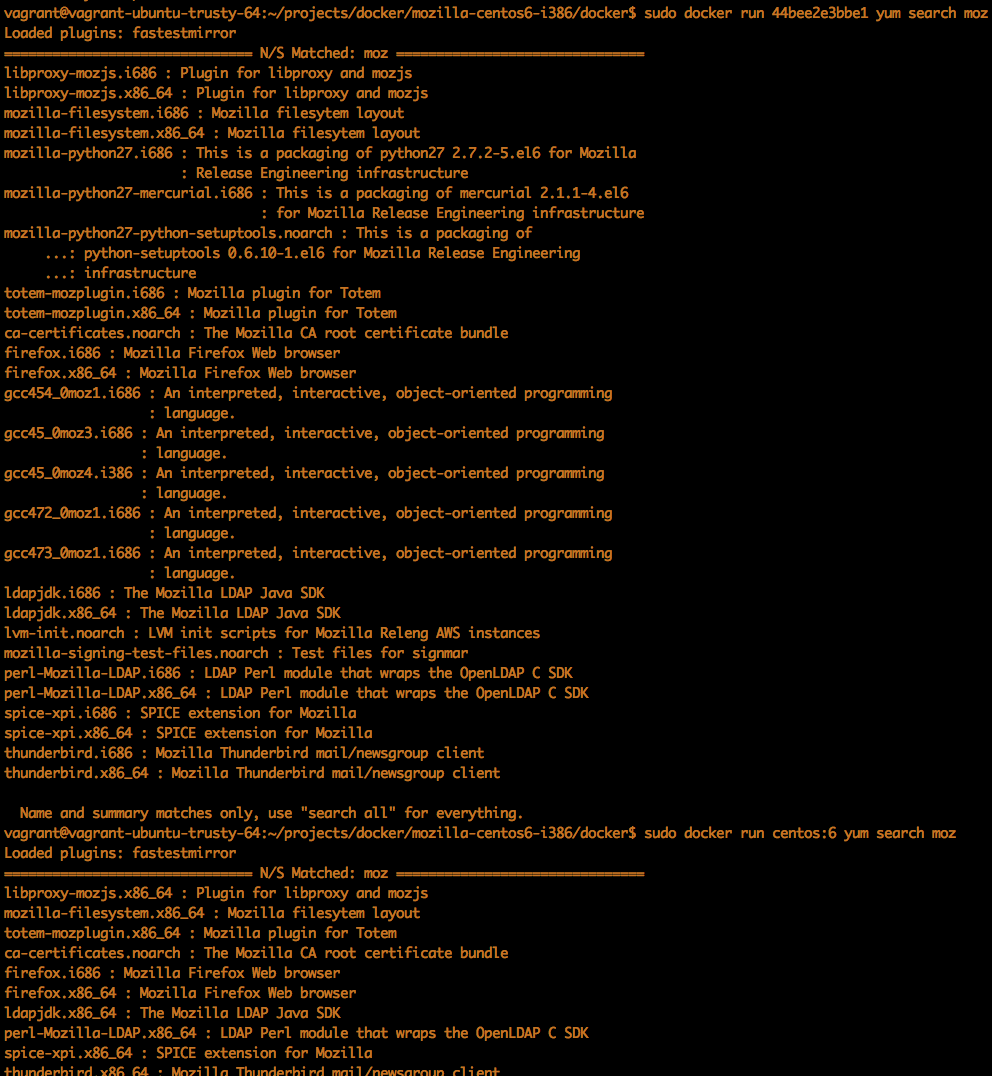 vagrant@vagrant-ubuntu-trusty-64:~/projects/docker/mozilla-centos6-i386/docker$ sudo docker run 44bee2e3bbe1 yum search moz
Loaded plugins: fastestmirror
=============================== N/S Matched: moz ===============================
libproxy-mozjs.i686 : Plugin for libproxy and mozjs
libproxy-mozjs.x86_64 : Plugin for libproxy and mozjs
mozilla-filesystem.i686 : Mozilla filesytem layout
mozilla-filesystem.x86_64 : Mozilla filesytem layout
mozilla-python27.i686 : This is a packaging of python27 2.7.2-5.el6 for Mozilla
                      : Release Engineering infrastructure
mozilla-python27-mercurial.i686 : This is a packaging of mercurial 2.1.1-4.el6
                                : for Mozilla Release Engineering infrastructure
mozilla-python27-python-setuptools.noarch : This is a packaging of
     ...: python-setuptools 0.6.10-1.el6 for Mozilla Release Engineering
     ...: infrastructure
totem-mozplugin.i686 : Mozilla plugin for Totem
totem-mozplugin.x86_64 : Mozilla plugin for Totem
ca-certificates.noarch : The Mozilla CA root certificate bundle
firefox.i686 : Mozilla Firefox Web browser
firefox.x86_64 : Mozilla Firefox Web browser
gcc454_0moz1.i686 : An interpreted, interactive, object-oriented programming
                  : language.
gcc45_0moz3.i686 : An interpreted, interactive, object-oriented programming
                 : language.
gcc45_0moz4.i386 : An interpreted, interactive, object-oriented programming
                 : language.
gcc472_0moz1.i686 : An interpreted, interactive, object-oriented programming
                  : language.
gcc473_0moz1.i686 : An interpreted, interactive, object-oriented programming
                  : language.
ldapjdk.i686 : The Mozilla LDAP Java SDK
ldapjdk.x86_64 : The Mozilla LDAP Java SDK
lvm-init.noarch : LVM init scripts for Mozilla Releng AWS instances
mozilla-signing-test-files.noarch : Test files for signmar
perl-Mozilla-LDAP.i686 : LDAP Perl module that wraps the OpenLDAP C SDK
perl-Mozilla-LDAP.x86_64 : LDAP Perl module that wraps the OpenLDAP C SDK
spice-xpi.i686 : SPICE extension for Mozilla
spice-xpi.x86_64 : SPICE extension for Mozilla
thunderbird.i686 : Mozilla Thunderbird mail/newsgroup client
thunderbird.x86_64 : Mozilla Thunderbird mail/newsgroup client
  Name and summary matches only, use "search all" for everything.
vagrant@vagrant-ubuntu-trusty-64:~/projects/docker/mozilla-centos6-i386/docker$ sudo docker run centos:6 yum search moz
Loaded plugins: fastestmirror
=============================== N/S Matched: moz ===============================
libproxy-mozjs.x86_64 : Plugin for libproxy and mozjs
mozilla-filesystem.x86_64 : Mozilla filesytem layout
totem-mozplugin.x86_64 : Mozilla plugin for Totem
ca-certificates.noarch : The Mozilla CA root certificate bundle
firefox.i686 : Mozilla Firefox Web browser
firefox.x86_64 : Mozilla Firefox Web browser
ldapjdk.x86_64 : The Mozilla LDAP Java SDK
perl-Mozilla-LDAP.x86_64 : LDAP Perl module that wraps the OpenLDAP C SDK
spice-xpi.x86_64 : SPICE extension for Mozilla
thunderbird.x86_64 : Mozilla Thunderbird mail/newsgroup client